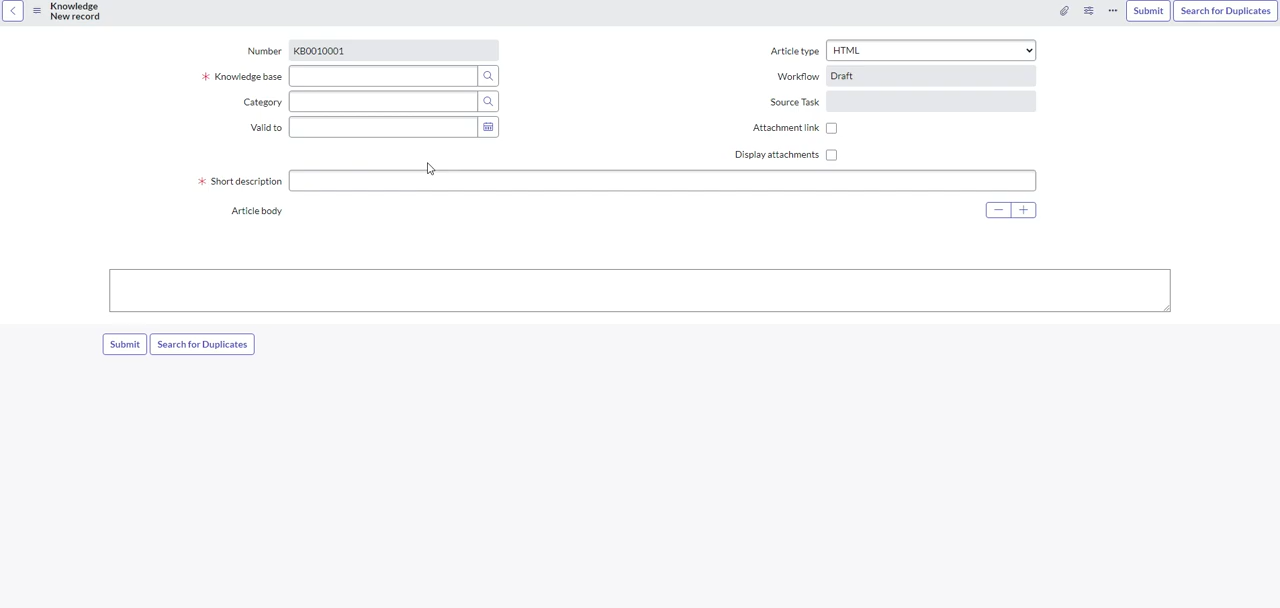 Knowledge
New record
Submit
Search for Duplicates
Number
KB0010001
Article type
HTML
Knowledge base
Workflow
Draft
Category
Source Task
Valid to
Attachment link
Display attachments
Short description
Article body
Submit
Search for Duplicates